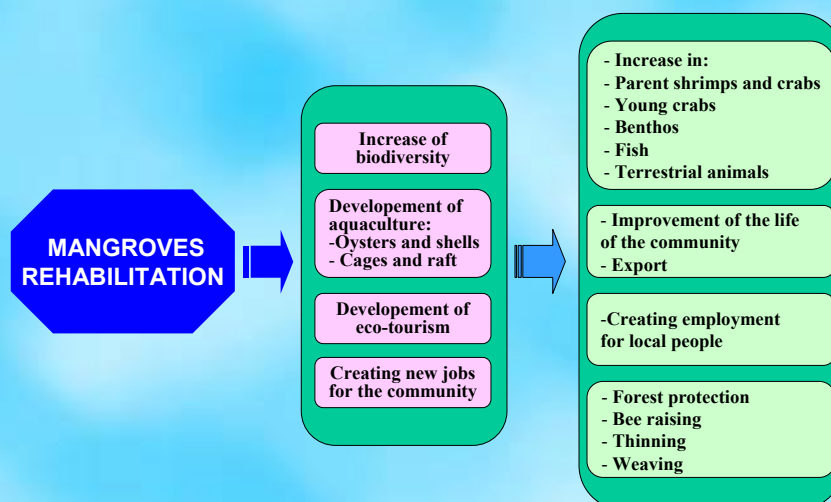 MANGROVES
REHABILITATION
Increase of
biodiversity
Developement of
aquaculture:
-Oysters and shells
- Cages and raft
Developement of
eco-tourism
Creating new jobs
for the community
- Increase in:
- Parent shrimps and crabs
- Young crabs
- Benthos
- Fish
- Terrestrial animals
- Improvement of the life
of the community
- Export
-Creating employment
for local people
- Forest protection
- Bee raising
- Thinning
- Weaving